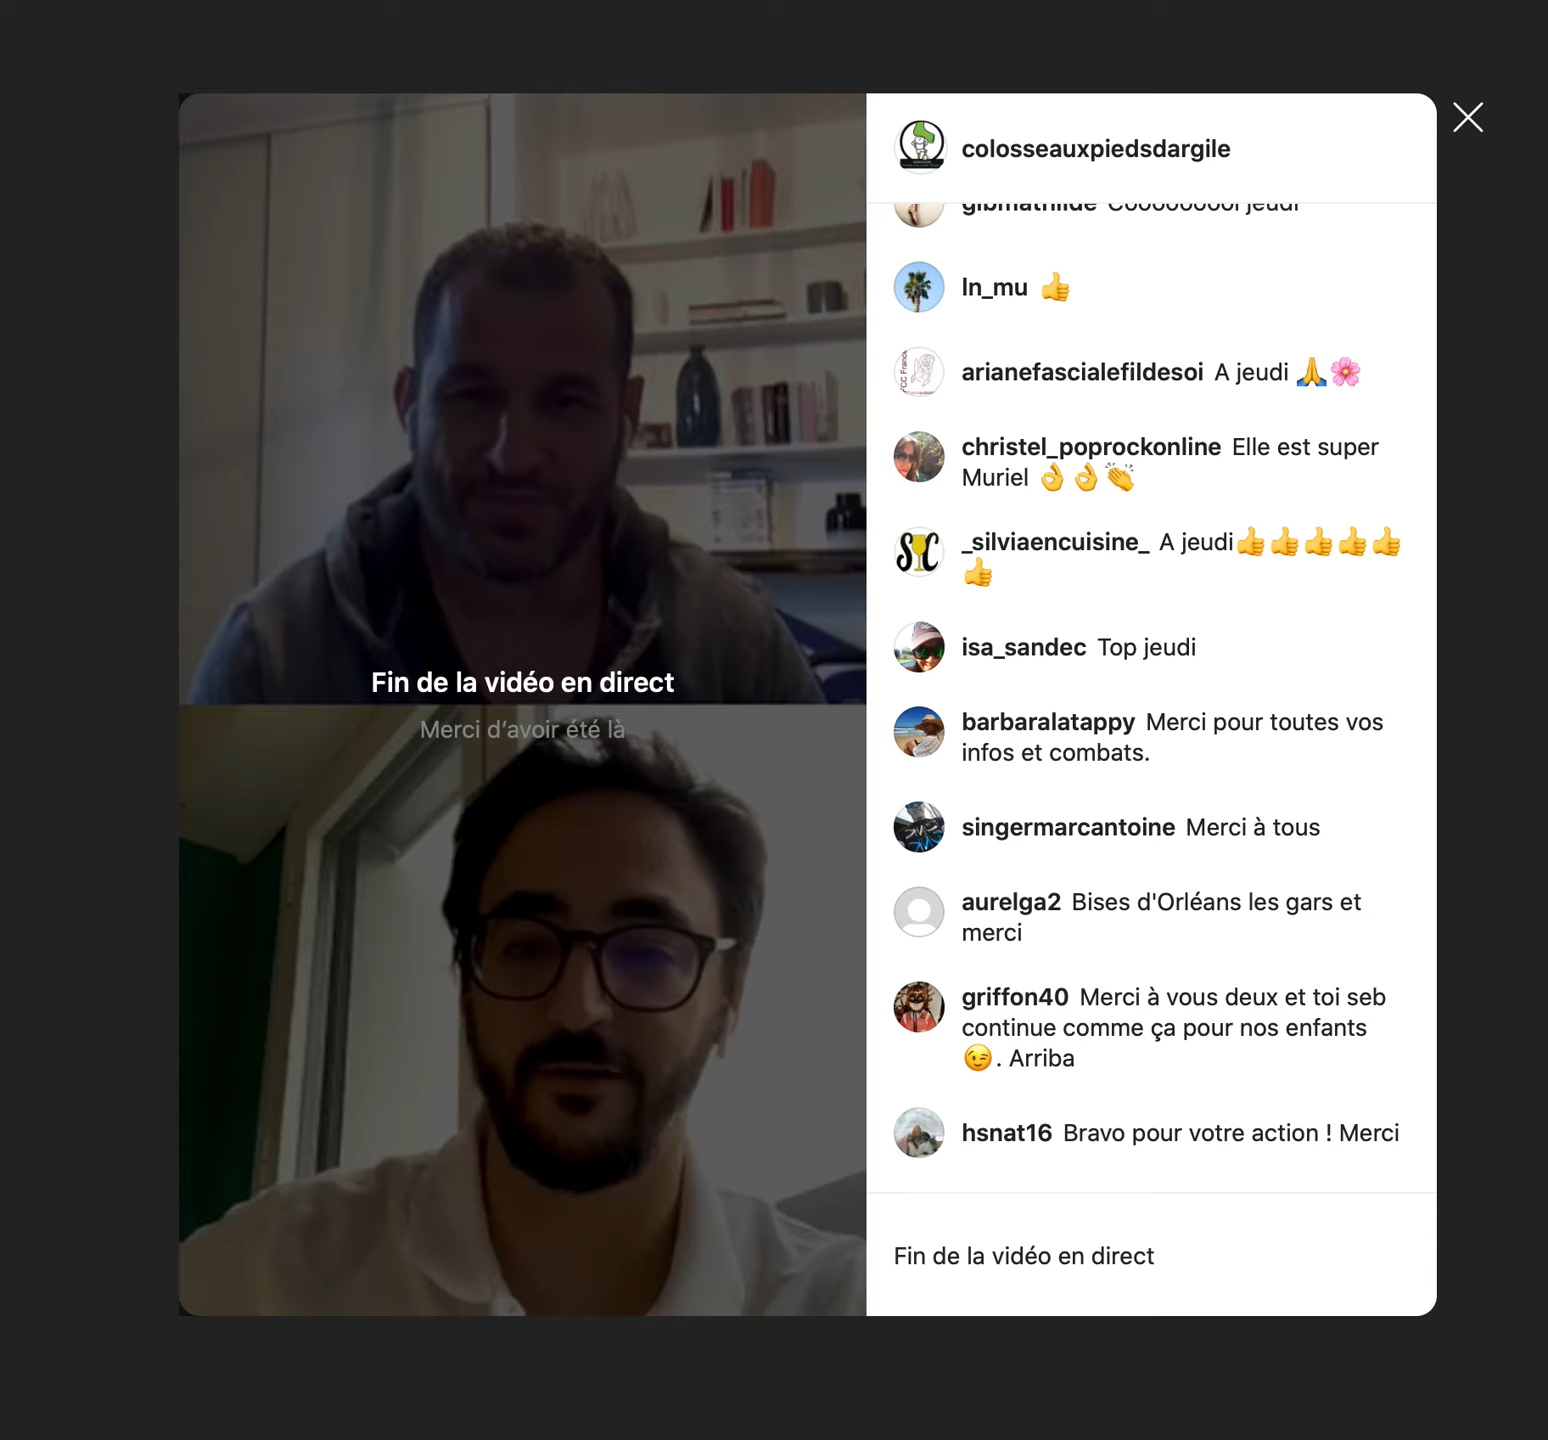 colosseauxpiedsdargile
gibmathilde Cooooooool jeudi
ln_mu 👍
arianefascialefildesoi A jeudi 🙏🌸
christel_poprockonline Elle est super
Muriel 👌👌👏
_silviaencuisine_ A jeudi👍👍👍👍👍
👍
isa_sandec Top jeudi
barbaralatappy Merci pour toutes vos
infos et combats.
singermarcantoine Merci à tous
aurelga2 Bises d'Orléans les gars et
merci
griffon40 Merci à vous deux et toi seb
continue comme ça pour nos enfants
😉. Arriba
hsnat16 Bravo pour votre action ! Merci
Fin de la vidéo en direct
Fin de la vidéo en direct
Merci d’avoir été là